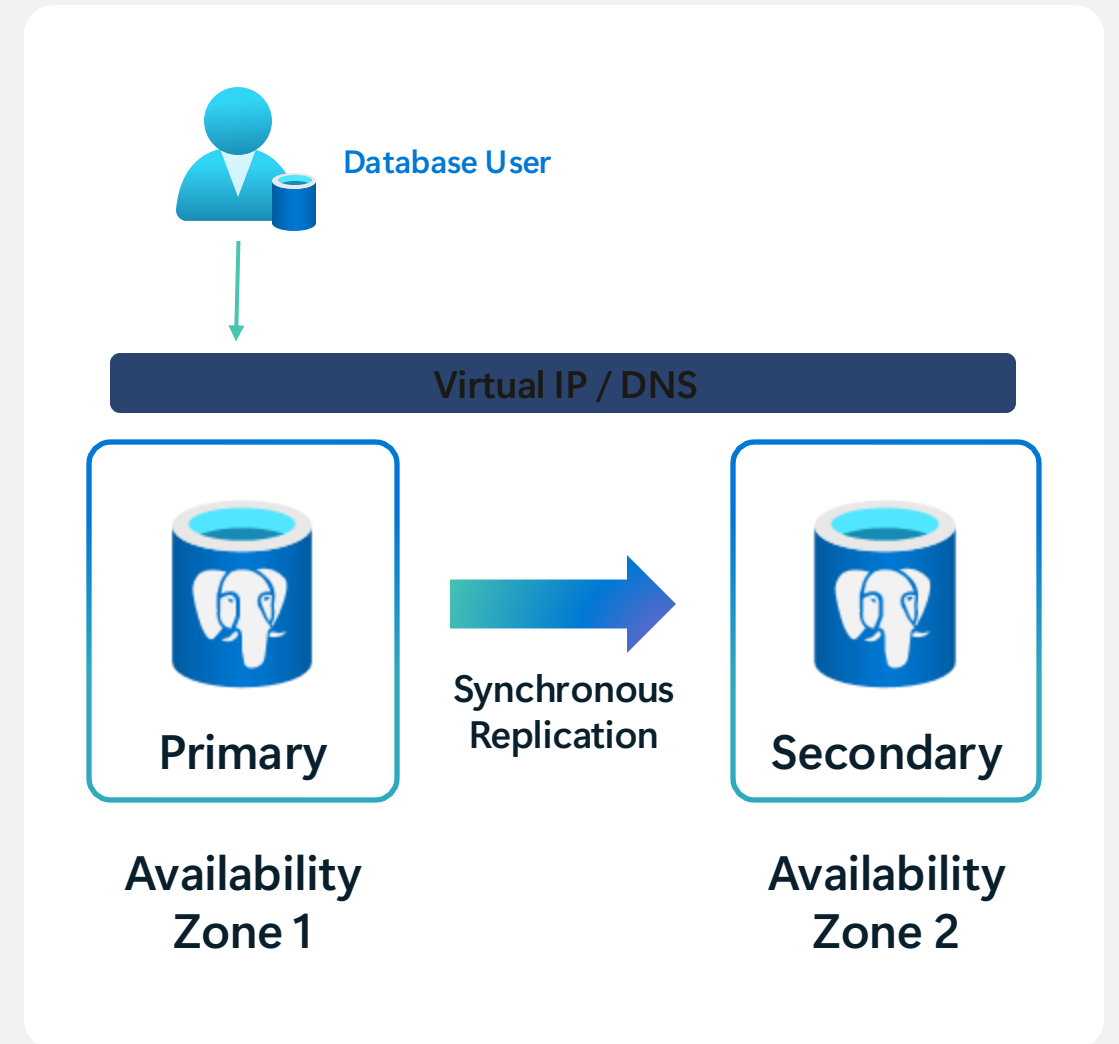 Database User
Virtual IP / DNS
Synchronous
Replication
Primary
Secondary
Availability
Zone 1
Availability
Zone 2